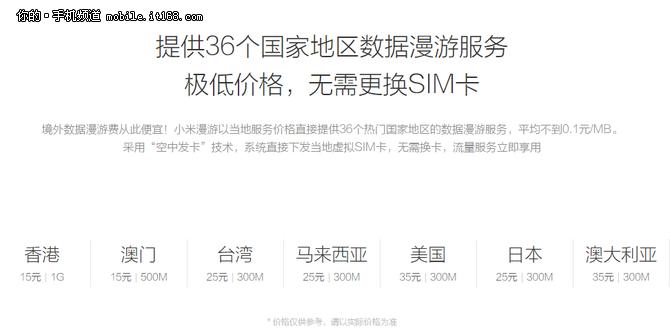 你的·手机频道 mobile.it168.com
提供36个国家地区数据漫游服务
极低价格，无需更换SIM卡
境外数据漫游费从此便宜！小米漫游以当地服务价格直接提供36个热门国家地区的数据漫游服务，平均不到0.1元/MB。
采用“空中发卡”技术，系统直接下发当地虚拟SIM卡，无需换卡，流量服务立即享用
香港 澳门 台湾 马来西亚 美国 日本 澳大利亚
15元 | 1G 15元 | 500M 25元 | 300M 25元 | 300M 35元 | 300M 25元 | 300M 35元 | 300M
* 价格仅供参考，请以实际价格为准